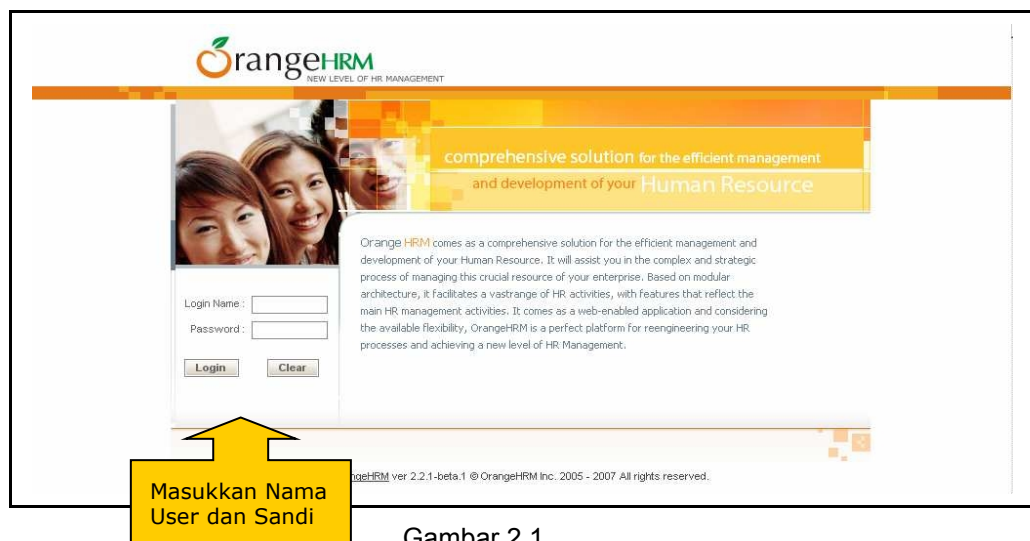 OrangeHRM
NEW LEVEL OF HR MANAGEMENT
comprehensive solution for the efficient management
and development of your Human Resource
Orange HRM comes as a comprehensive solution for the efficient management and
development of your Human Resource. It will assist you in the complex and strategic
process of managing this crucial resource of your enterprise. Based on modular
architecture, it facilitates a vastrange of HR activities, with features that reflect the
main HR management activities. It comes as a web-enabled application and considering
the available flexibility, OrangeHRM is a perfect platform for reengineering your HR
processes and achieving a new level of HR Management.
Login Name :
Password :
Login Clear
ngeHRM ver 2.2.1-beta.1 © OrangeHRM Inc. 2005 - 2007 All rights reserved.
Masukkan Nama
User dan Sandi
Gambar 2.1